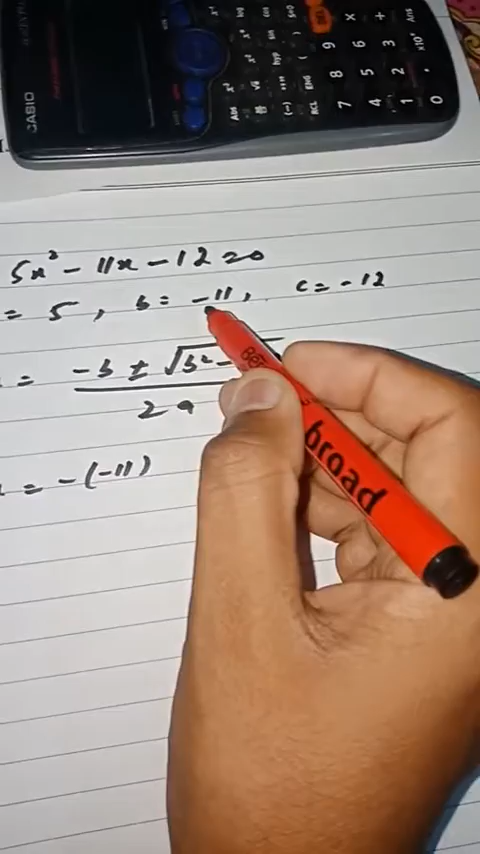 5x² - 11x - 12 = 0
= 5, b = -11, c = -12
= -b ± √b² -
2a
= -(-11)
broad
CASIO